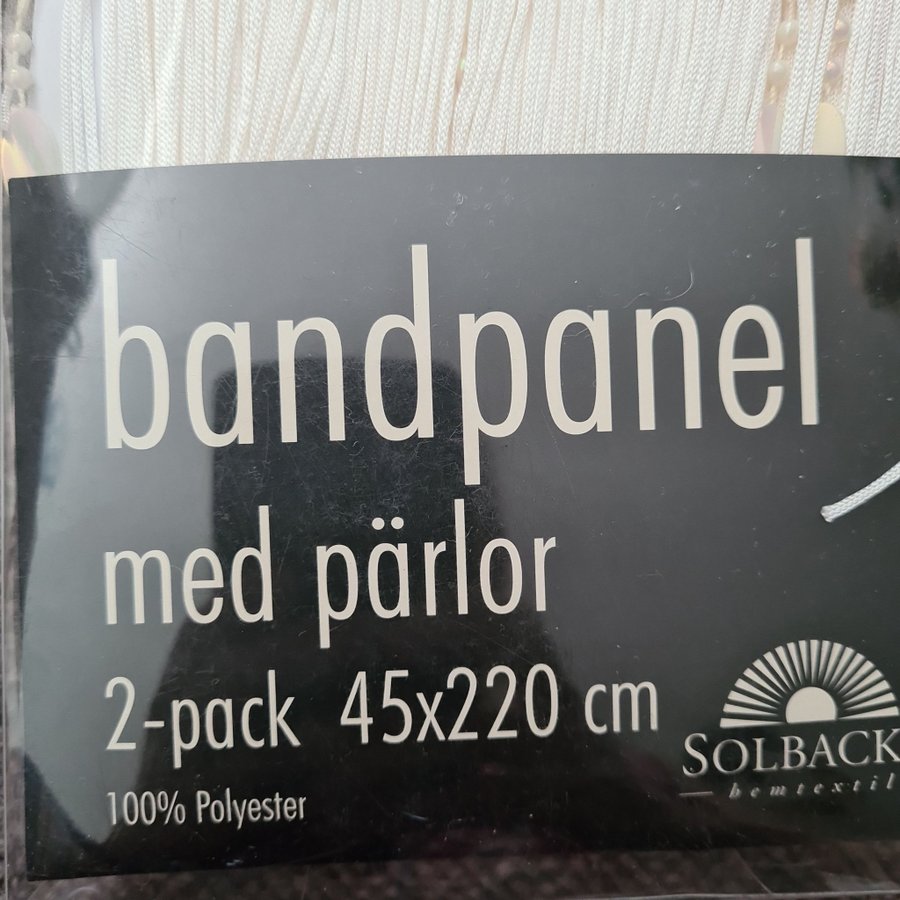 bandpanel
med pärlor
2-pack 45x220 cm
100% Polyester
SOLBACK
hemtextil